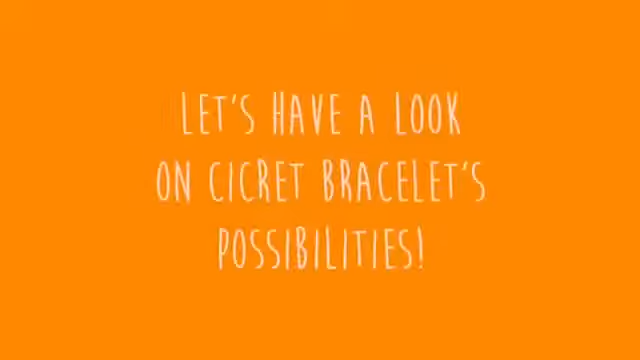 LET'S HAVE A LOOK
ON CICRET BRACELET'S
POSSIBILITIES!